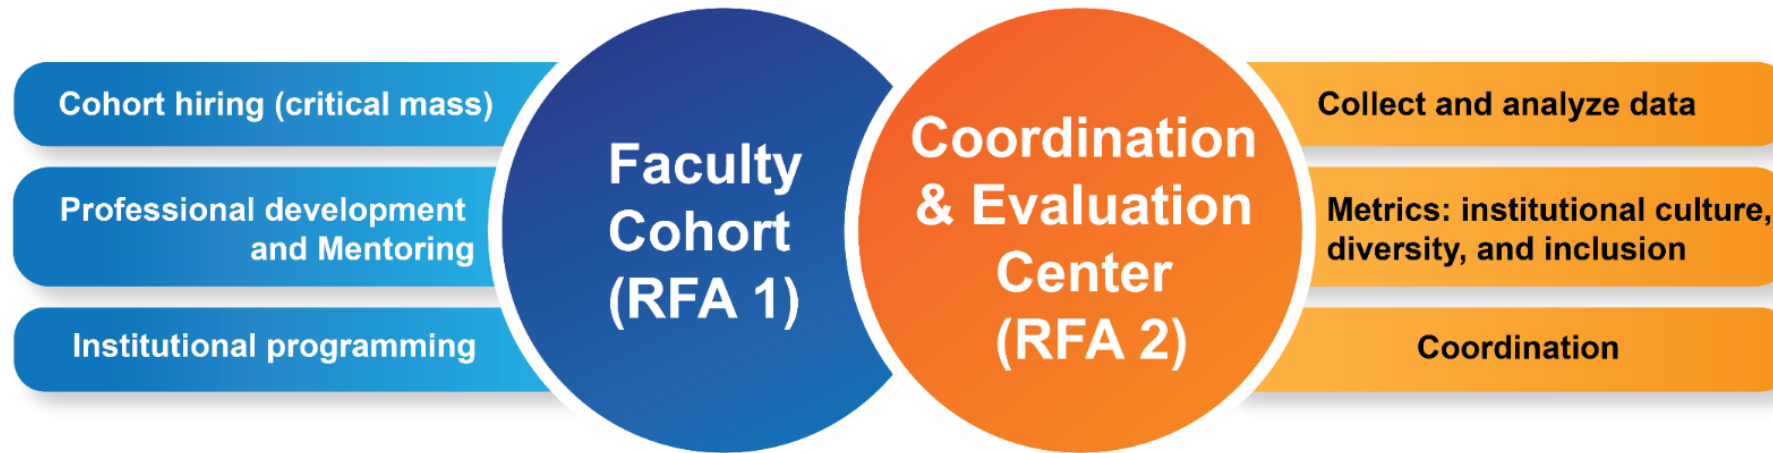 Cohort hiring (critical mass)
Professional development
and Mentoring
Institutional programming
Faculty
Cohort
(RFA 1)
Coordination
& Evaluation
Center
(RFA 2)
Collect and analyze data
Metrics: institutional culture,
diversity, and inclusion
Coordination